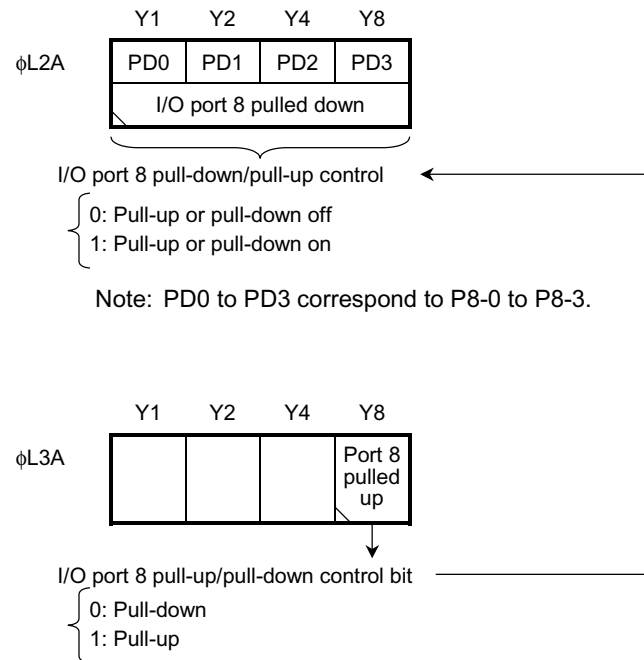 Y1 Y2 Y4 Y8
ϕL2A PD0 PD1 PD2 PD3
I/O port 8 pulled down
I/O port 8 pull-down/pull-up control
0: Pull-up or pull-down off
1: Pull-up or pull-down on
Note: PD0 to PD3 correspond to P8-0 to P8-3.
Y1 Y2 Y4 Y8
ϕL3A
Port 8
pulled
up
I/O port 8 pull-up/pull-down control bit
0: Pull-down
1: Pull-up